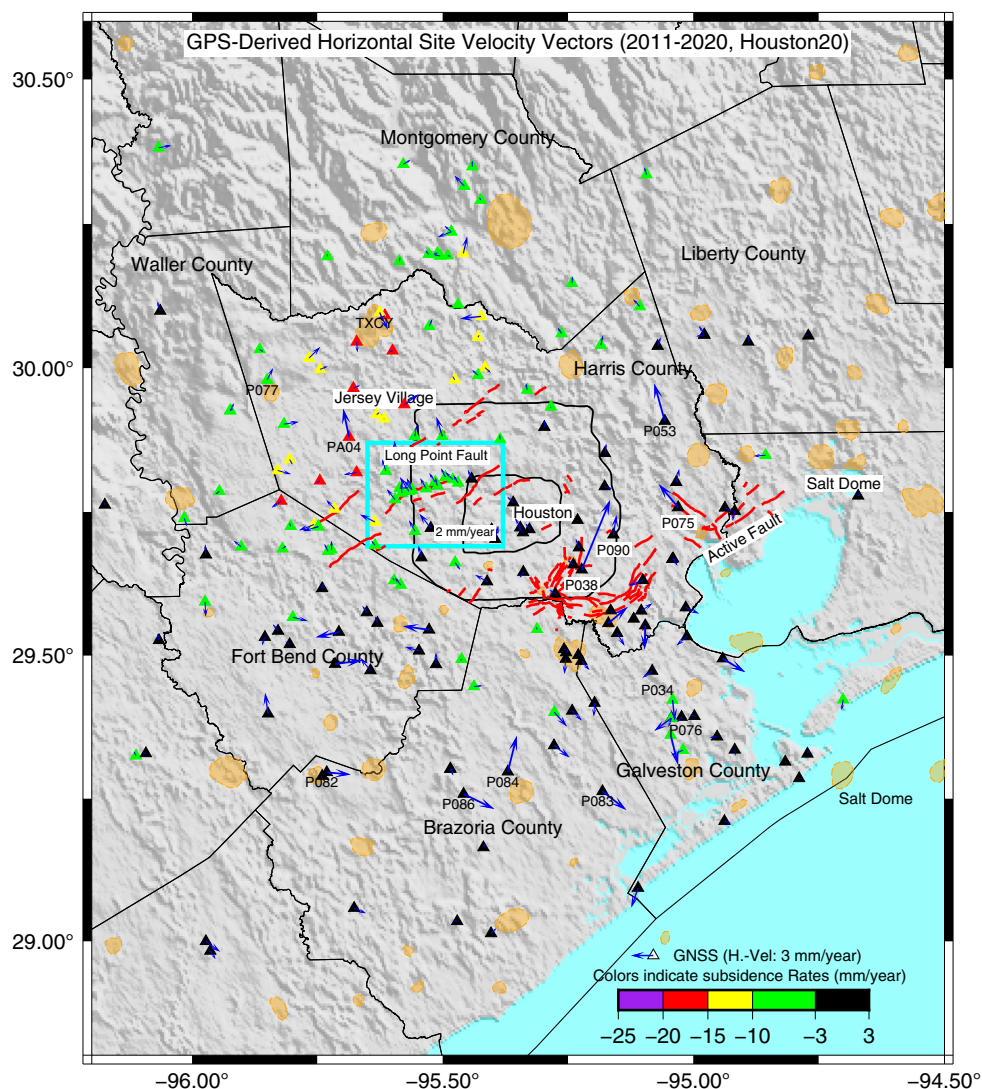 GPS-Derived Horizontal Site Velocity Vectors (2011-2020, Houston20)
30.50°
Montgomery County
Liberty County
Waller County
TXCY
30.00°
Harris County
P077
Jersey Village
P053
PA04
Long Point Fault
Salt Dome
Houston
P075
2 mm/year
Active Fault
P090
P038
29.50°
Fort Bend County
P034
P076
Galveston County
P082
P084
P086
P083
Salt Dome
Brazoria County
29.00°
GNSS (H.-Vel: 3 mm/year)
Colors indicate subsidence Rates (mm/year)
−25 −20 −15 −10 −3 3
−96.00° −95.50° −95.00° −94.50°